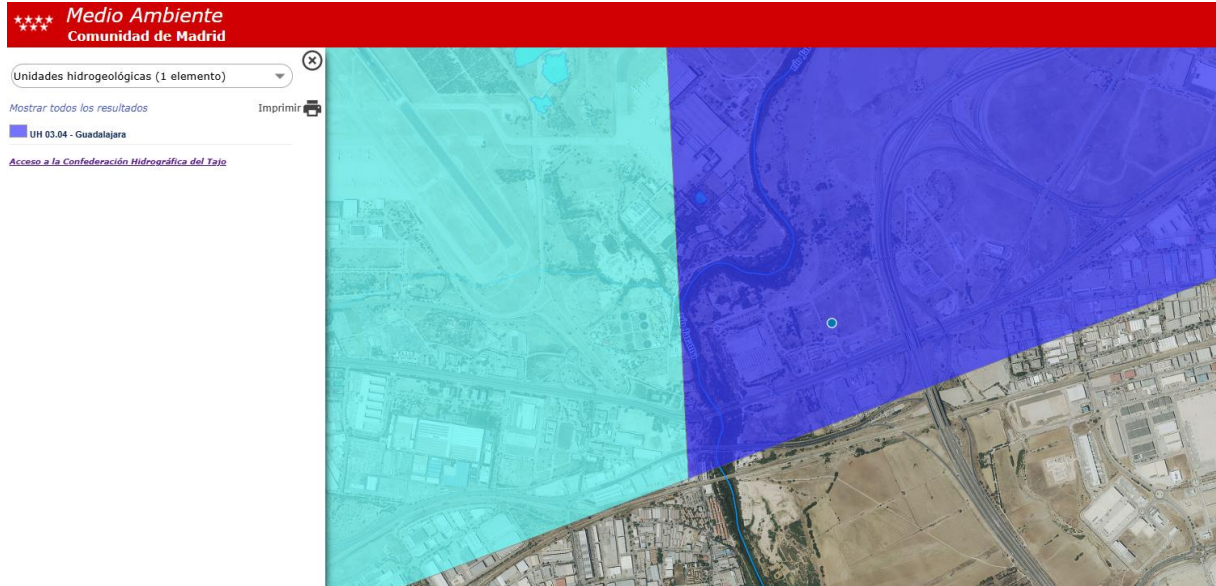 Medio Ambiente
Comunidad de Madrid
Unidades hidrogeológicas (1 elemento)
Mostrar todos los resultados
Imprimir
UH 03.04 - Guadalajara
Acceso a la Confederación Hidrográfica del Tajo